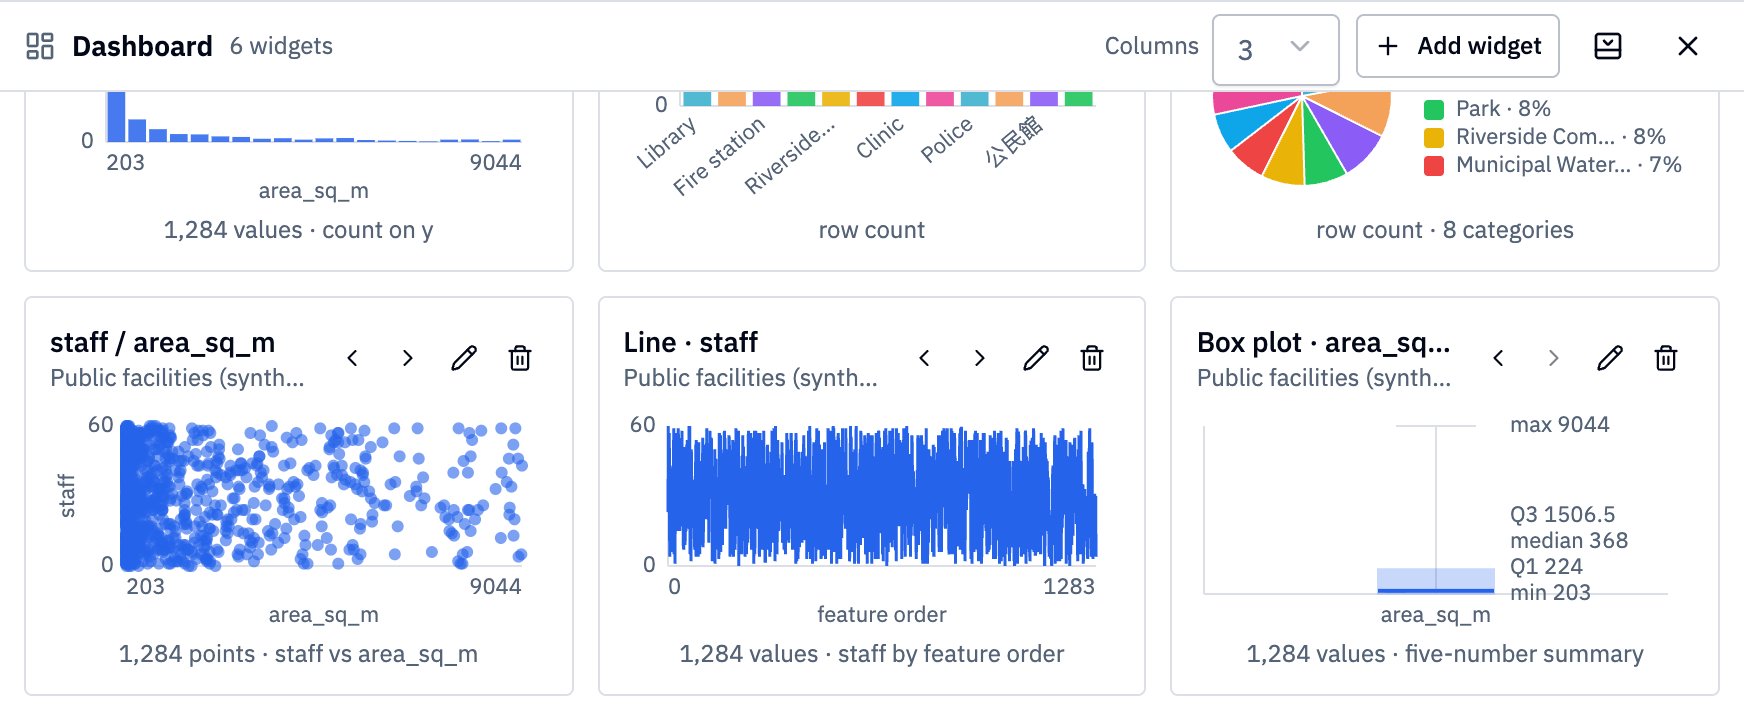 Dashboard 6 widgets Columns 3 Add widget
0
203 9044
area_sq_m
1,284 values · count on y
0
Library
Fire station
Riverside...
Clinic
Police
公民館
row count
Park · 8%
Riverside Com... · 8%
Municipal Water... · 7%
row count · 8 categories
staff / area_sq_m
Public facilities (synth...
60
staff
0
203 9044
area_sq_m
1,284 points · staff vs area_sq_m
Line · staff
Public facilities (synth...
60
0
0 1283
feature order
1,284 values · staff by feature order
Box plot · area_sq...
Public facilities (synth...
max 9044
Q3 1506.5
median 368
Q1 224
min 203
area_sq_m
1,284 values · five-number summary